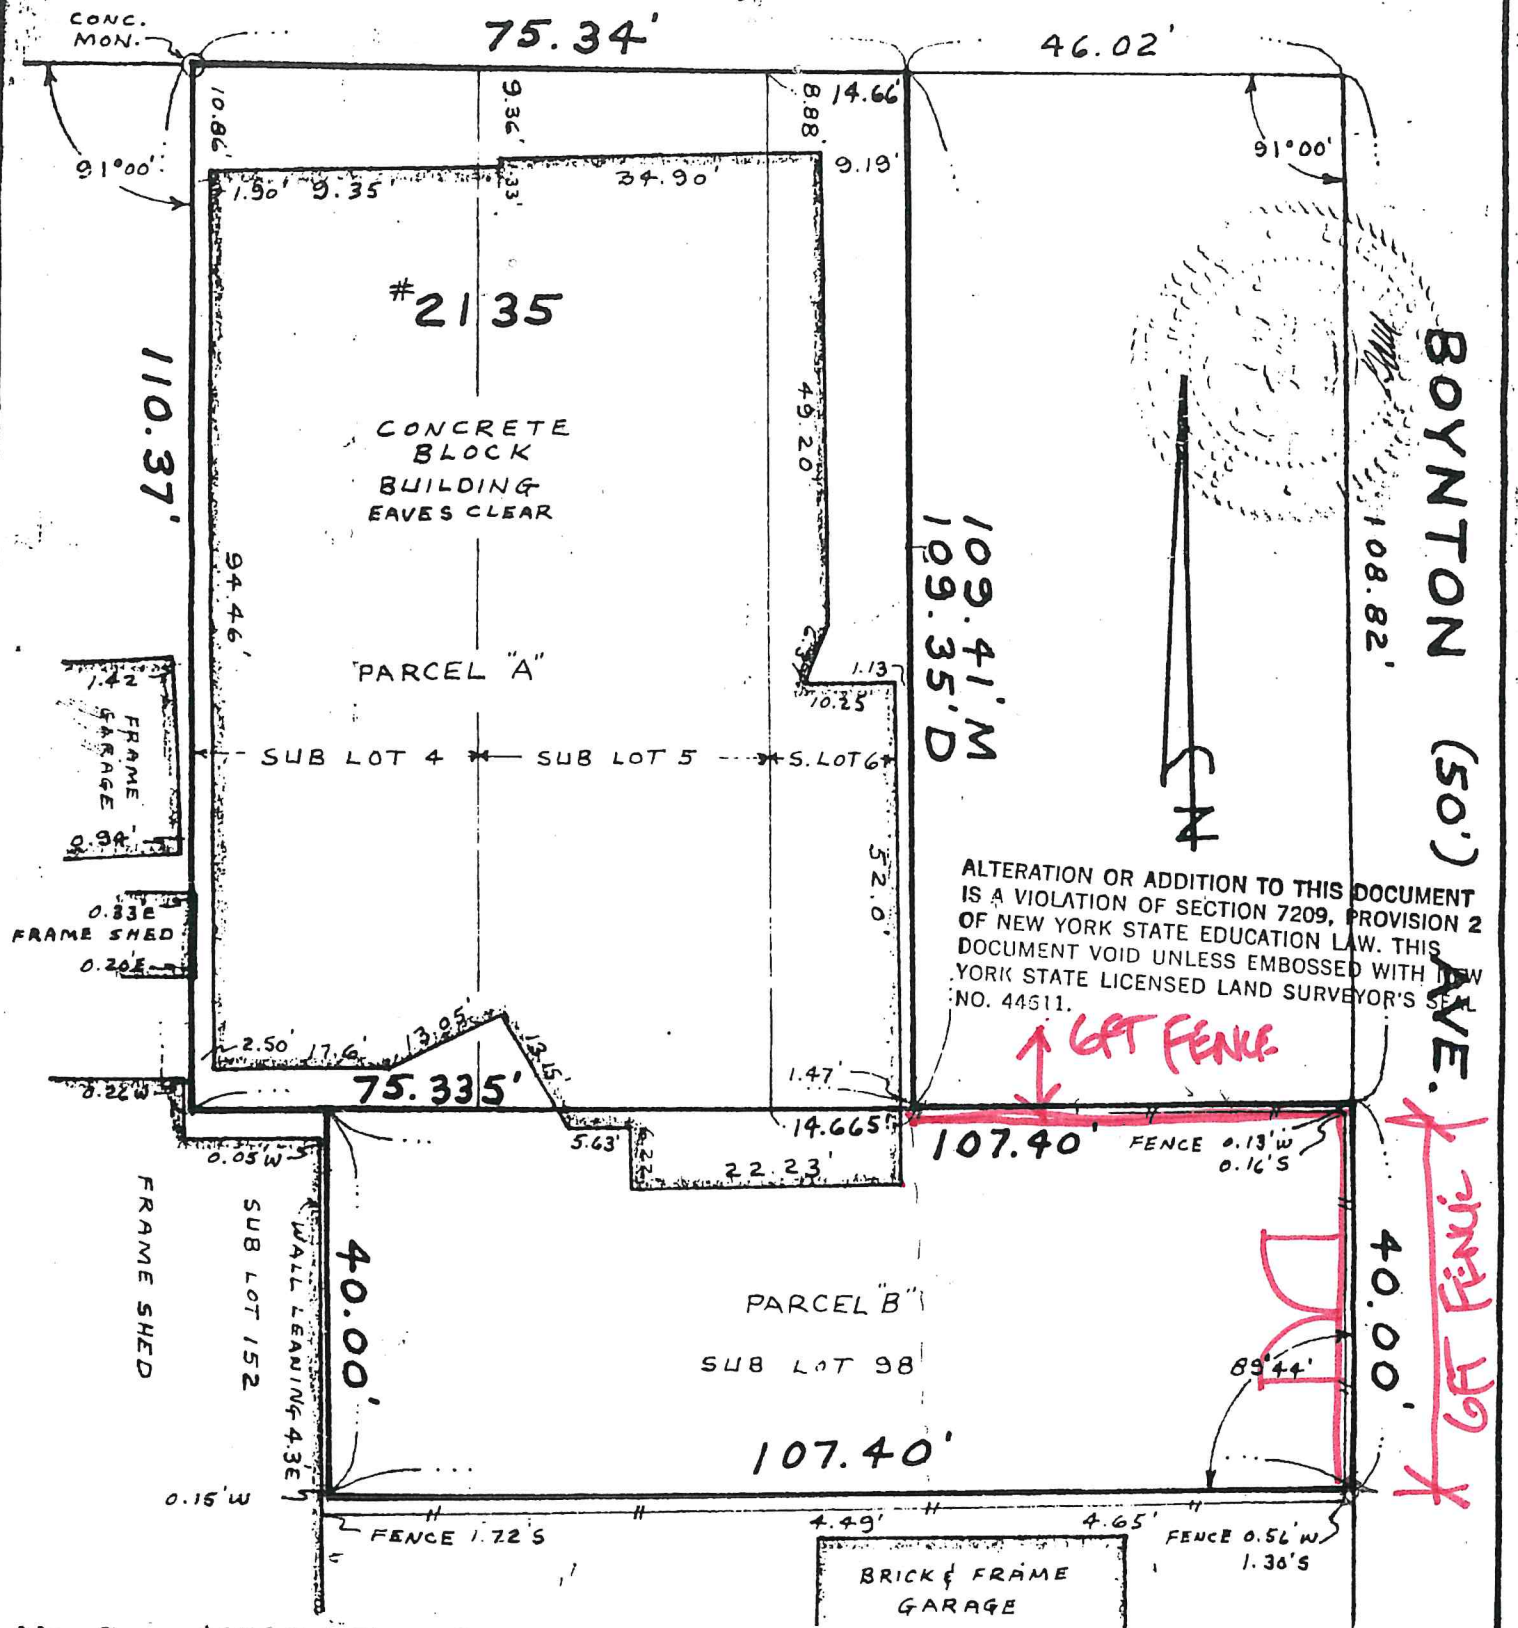 CONC.
MON.
75.34'
46.02'
91°00'
10.86'
9.36'
8.88'
14.66'
91°00'
1.90' 9.35'
.33'
34.90'
9.19'
#2135
110.37'
CONCRETE
BLOCK
BUILDING
EAVES CLEAR
49.20
94.46'
109.41' M
109.35' D
108.82'
BOYNTON (50') AVE.
PARCEL "A"
1.13
10.25
1.42
FRAME
GARAGE
0.94'
SUB LOT 4
SUB LOT 5
S. LOT 6
N
52.0'
0.33E
FRAME SHED
0.20E
ALTERATION OR ADDITION TO THIS DOCUMENT
IS A VIOLATION OF SECTION 7209, PROVISION 2
OF NEW YORK STATE EDUCATION LAW. THIS
DOCUMENT VOID UNLESS EMBOSSED WITH NEW
YORK STATE LICENSED LAND SURVEYOR'S SEAL
NO. 44611.
6FT FENCE
2.50' 17.6'
13.05'
13.15'
75.335'
1.47'
0.26W
0.05'W
5.63'
14.665'
22.23'
107.40'
FENCE 0.13'W
0.16'S
FRAME SHED
SUB LOT 152
WALL LEANING 4.3E
40.00'
PARCEL "B"
SUB LOT 98
89°44'
40.00'
6FT FENCE
107.40'
0.15'W
FENCE 1.72'S
4.49'
4.65'
FENCE 0.56'W
1.30'S
BRICK & FRAME
GARAGE